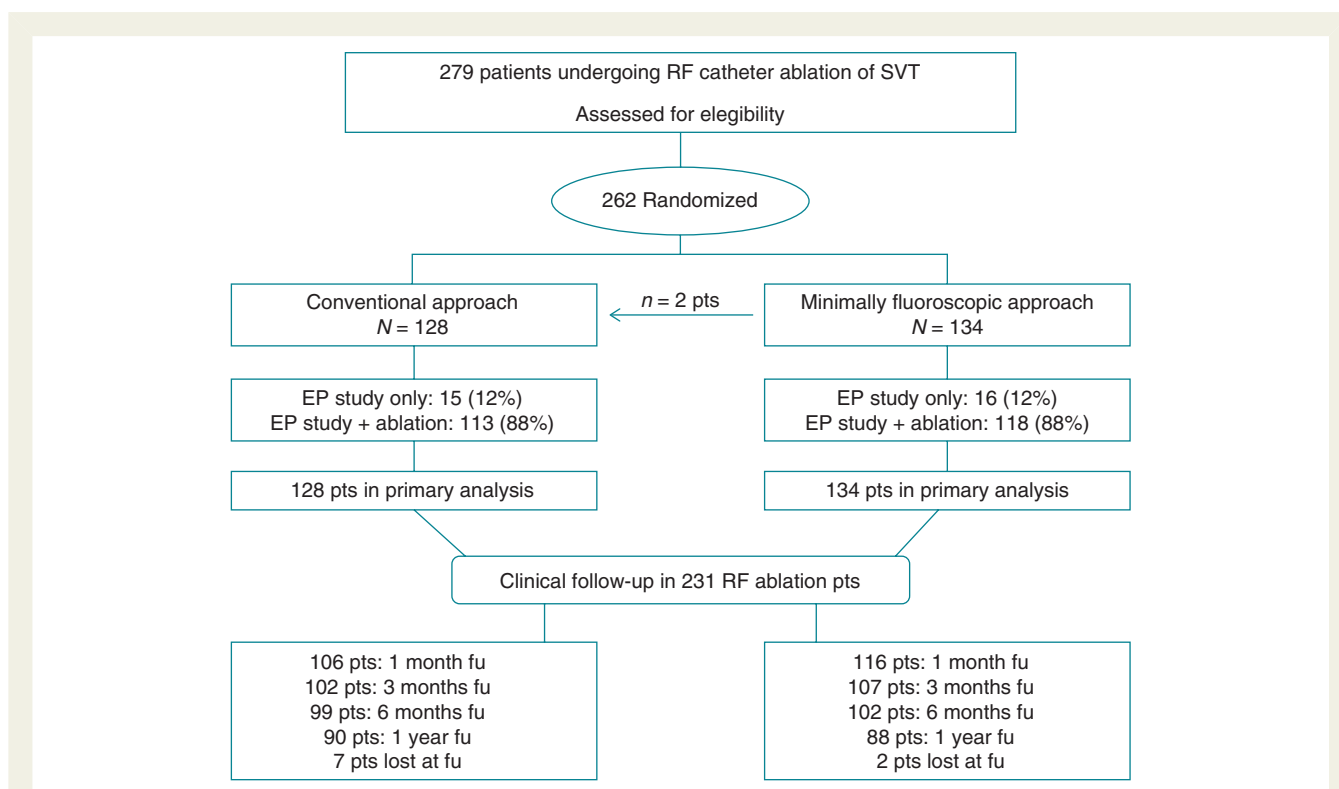 279 patients undergoing RF catheter ablation of SVT
Assessed for elegibility
262 Randomized
Conventional approach
N = 128
n = 2 pts
Minimally fluoroscopic approach
N = 134
EP study only: 15 (12%)
EP study + ablation: 113 (88%)
EP study only: 16 (12%)
EP study + ablation: 118 (88%)
128 pts in primary analysis
134 pts in primary analysis
Clinical follow-up in 231 RF ablation pts
106 pts: 1 month fu
102 pts: 3 months fu
99 pts: 6 months fu
90 pts: 1 year fu
7 pts lost at fu
116 pts: 1 month fu
107 pts: 3 months fu
102 pts: 6 months fu
88 pts: 1 year fu
2 pts lost at fu